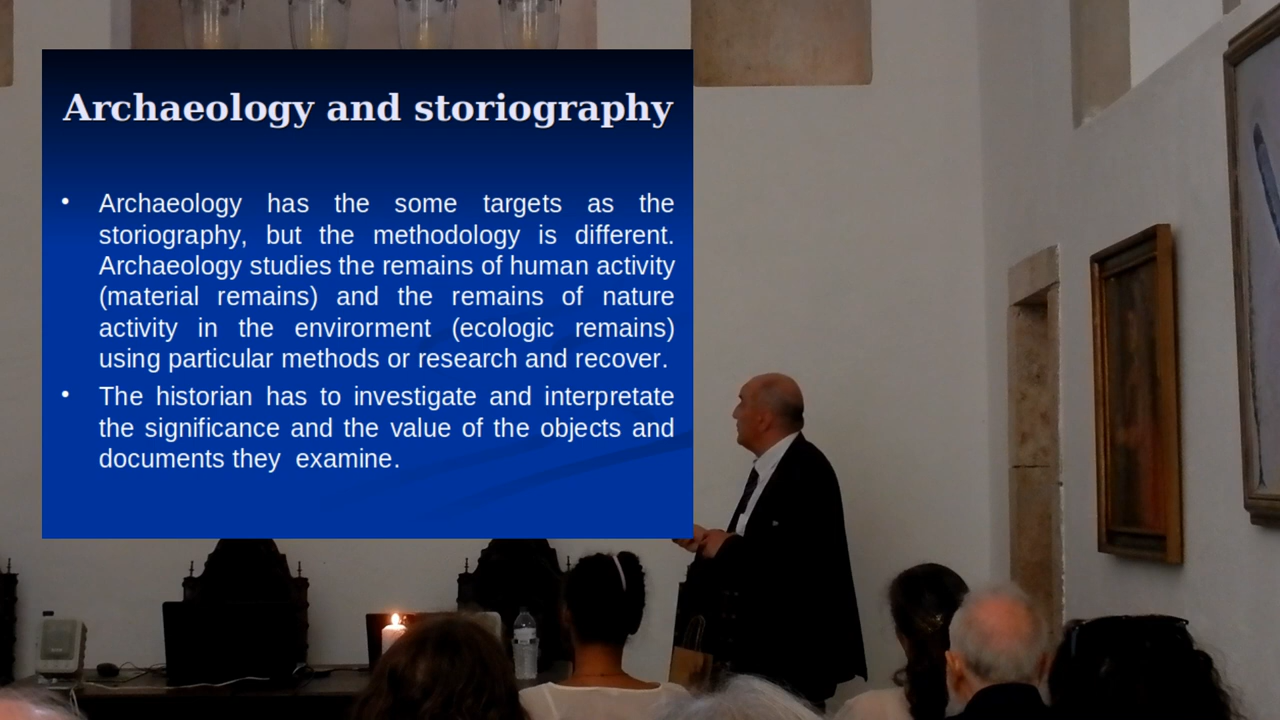 Archaeology and storiography
• Archaeology has the some targets as the
storiography, but the methodology is different.
Archaeology studies the remains of human activity
(material remains) and the remains of nature
activity in the envirorment (ecologic remains)
using particular methods or research and recover.
• The historian has to investigate and interpretate
the significance and the value of the objects and
documents they examine.